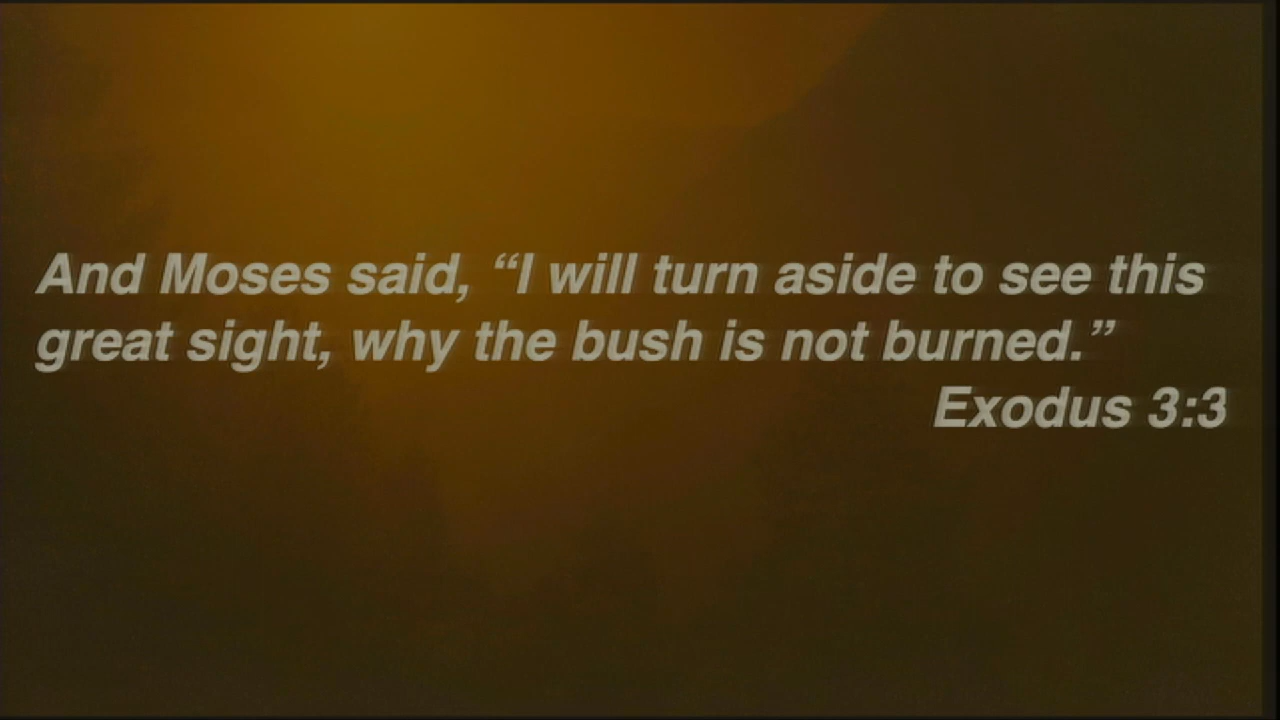 And Moses said, “I will turn aside to see this
great sight, why the bush is not burned.”
Exodus 3:3